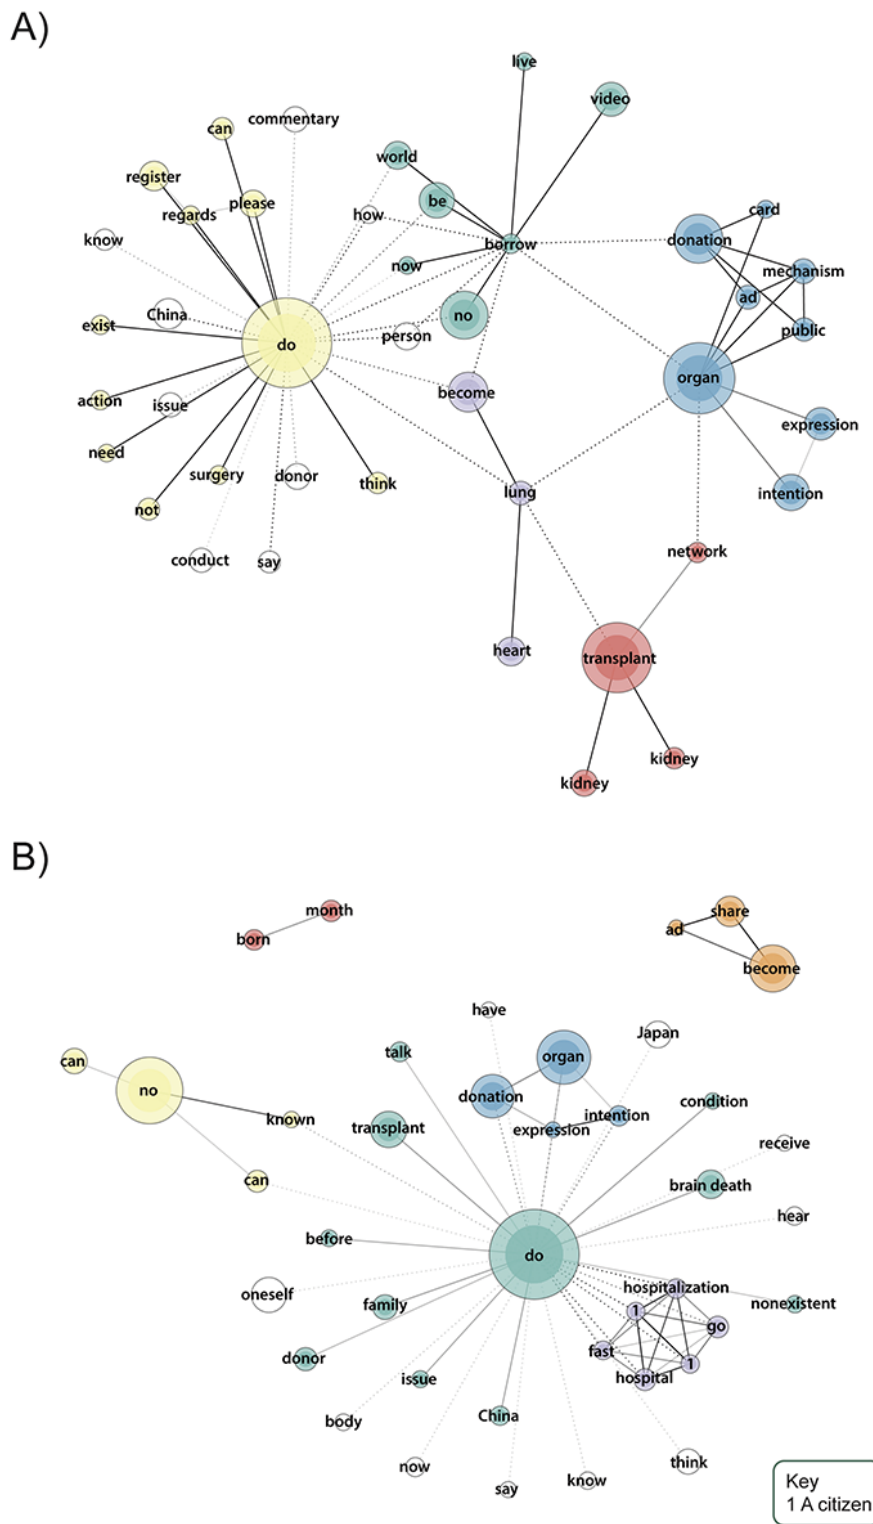 A)
live
video
commentary
can
world
register
be
please
regards
how
card
know
donation
borrow
now
mechanism
ad
China
no
exist
public
person
do
organ
become
action
issue
expression
need
surgery
donor
think
lung
intention
not
network
conduct
say
heart
transplant
kidney
kidney
B)
month
share
born
ad
become
have
Japan
talk
organ
can
no
donation
condition
known
transplant
expression
intention
receive
can
brain death
hear
before
do
oneself
hospitalization
family
nonexistent
1
go
fast
donor
1
issue
hospital
China
body
now
think
say
know
Key
1 A citizen